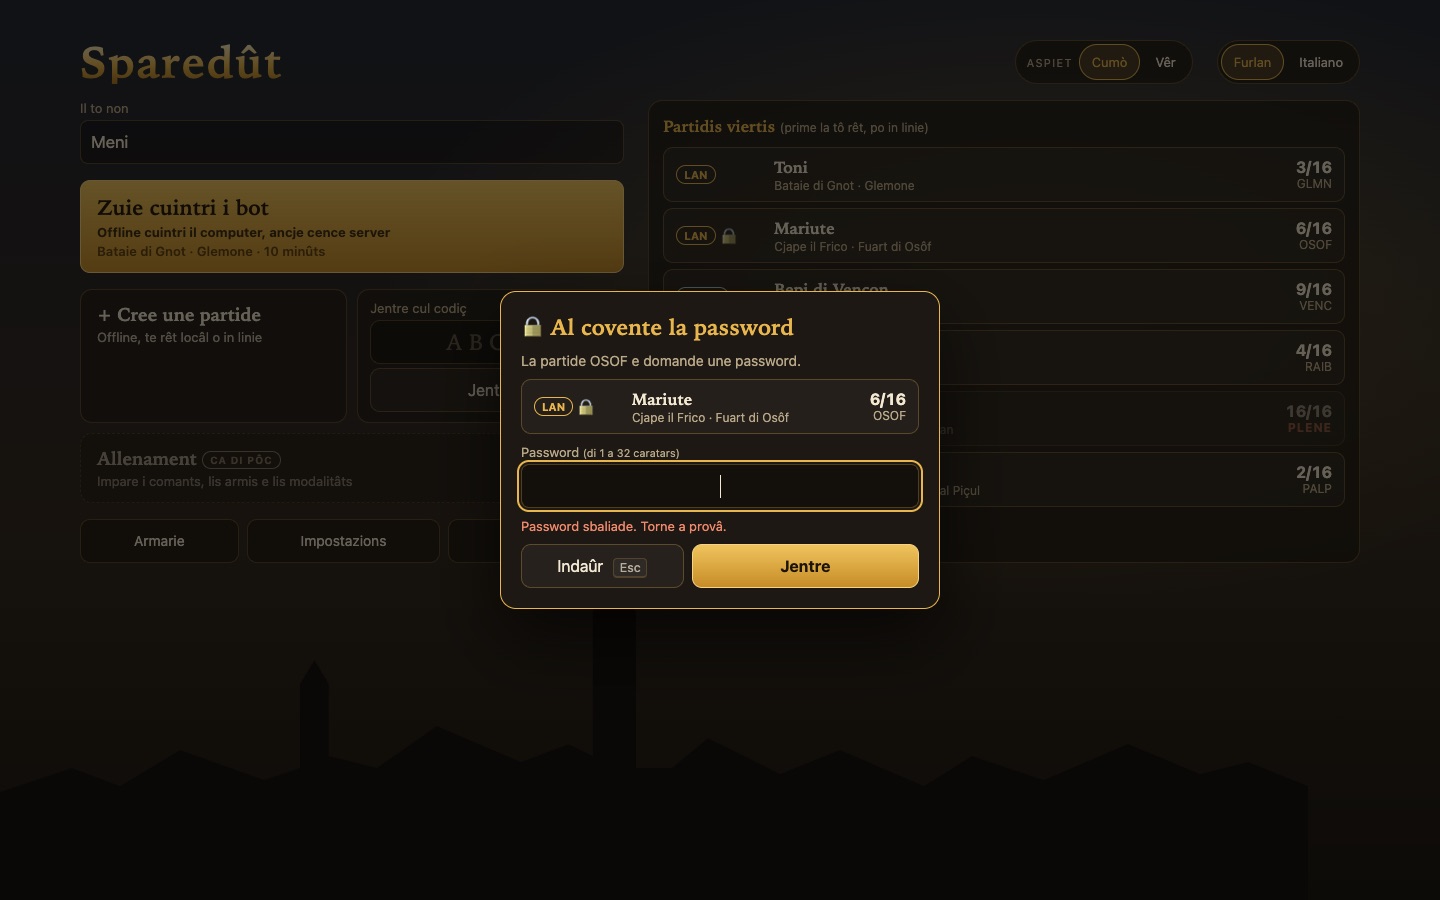 Sparedût
ASPIET Cumò Vêr Furlan Italiano
Il to non
Meni
Zuie cuintri i bot
Offline cuintri il computer, ancje cence server
Bataie di Gnot · Glemone · 10 minûts
+ Cree une partide
Offline, te rêt locâl o in linie
Jentre cul codiç
Allenament CA DI PÔC
Impare i comants, lis armis e lis modalitâts
Armarie
Impostazions
Partidis viertis (prime la tô rêt, po in linie)
LAN Toni 3/16
Bataie di Gnot · Glemone GLMN
LAN 🔒 Mariute 6/16
Cjape il Frico · Fuart di Osôf OSOF
Bepi di Vençon 9/16
VENC
4/16
RAIB
16/16
PLENE
2/16
al Piçul PALP
🔒 Al covente la password
La partide OSOF e domande une password.
LAN 🔒 Mariute 6/16
Cjape il Frico · Fuart di Osôf OSOF
Password (di 1 a 32 caratars)
Password sbaliade. Torne a provâ.
Indaûr Esc
Jentre